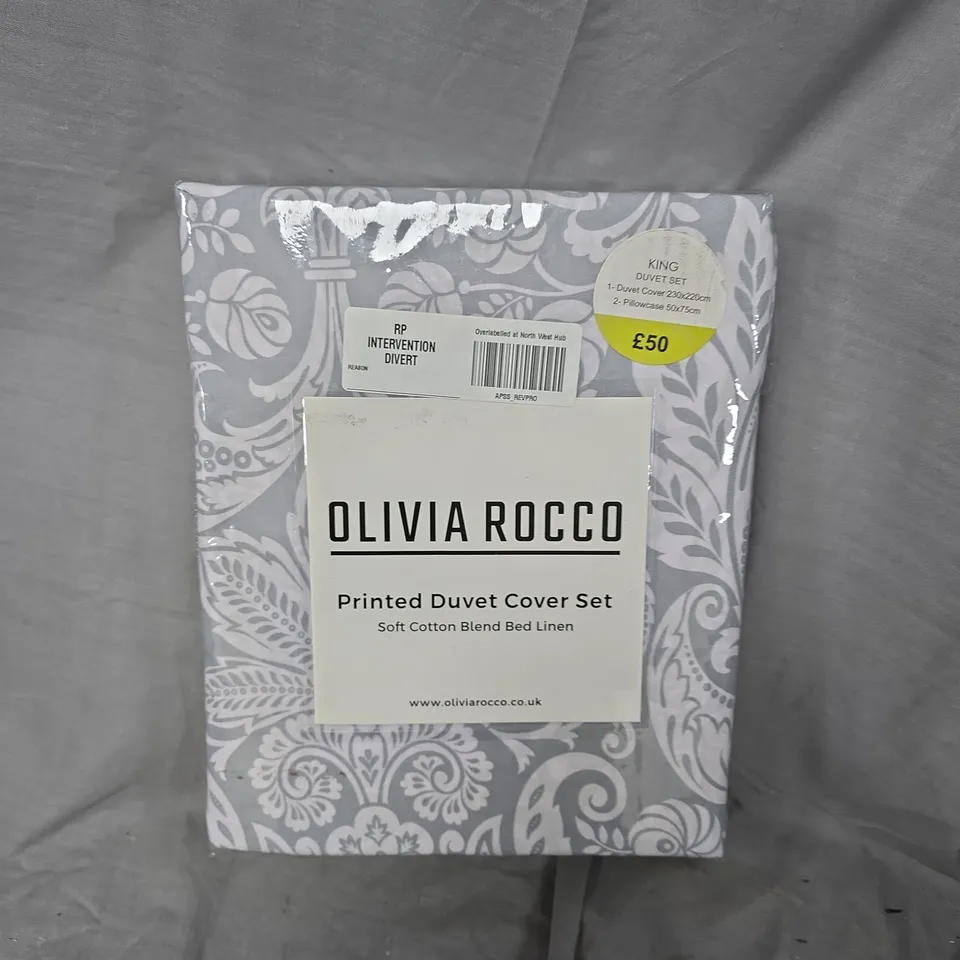 KING
DUVET SET
1- Duvet Cover 230x220cm
2- Pillowcase 50x75cm
£50
RP
INTERVENTION
DIVERT
REASON
Overlabelled at North West Hub
APSS_REVPRO
OLIVIA ROCCO
Printed Duvet Cover Set
Soft Cotton Blend Bed Linen
www.oliviarocco.co.uk